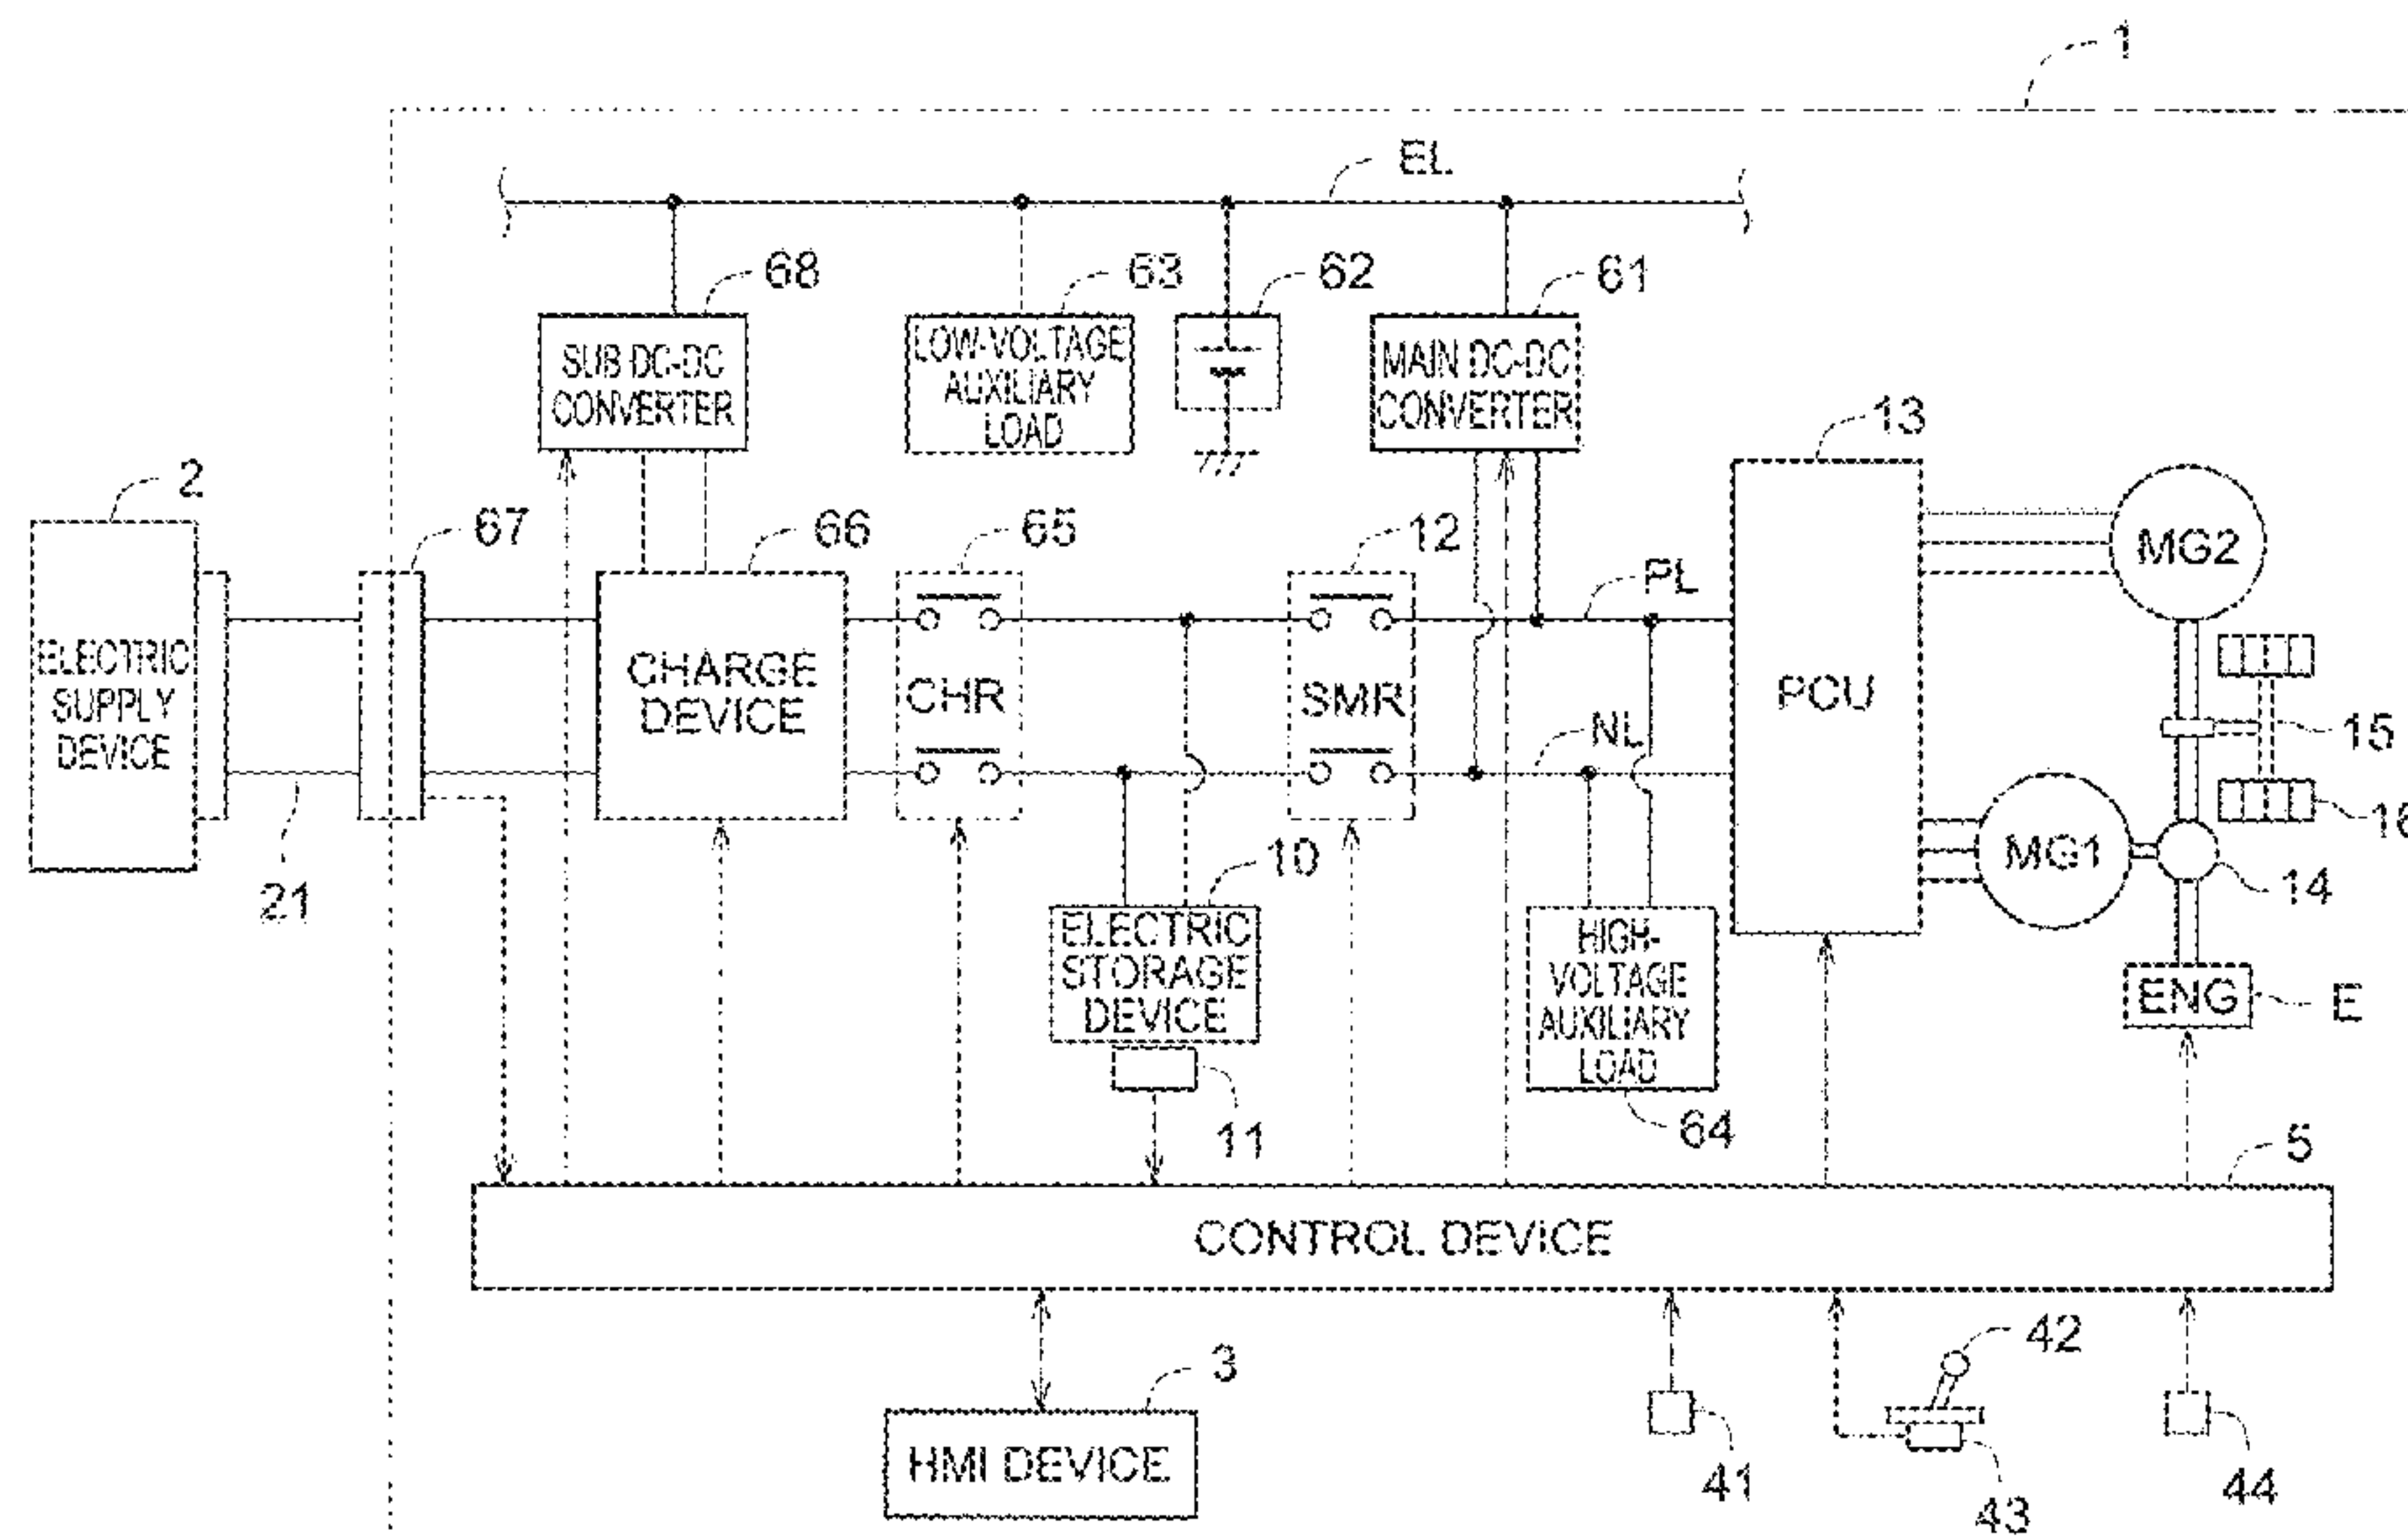 1
EL
68
63
62
61
SUB DC-DC
CONVERTER
LOW-VOLTAGE
AUXILIARY
LOAD
MAIN DC-DC
CONVERTER
13
2
67
66
65
12
PL
MG2
ELECTRIC
SUPPLY
DEVICE
CHARGE
DEVICE
CHR
SMR
PCU
NL
15
16
21
10
MG1
14
ELECTRIC
STORAGE
DEVICE
HIGH-
VOLTAGE
AUXILIARY
LOAD
ENG
E
11
64
5
CONTROL DEVICE
3
42
HMI DEVICE
41
43
44